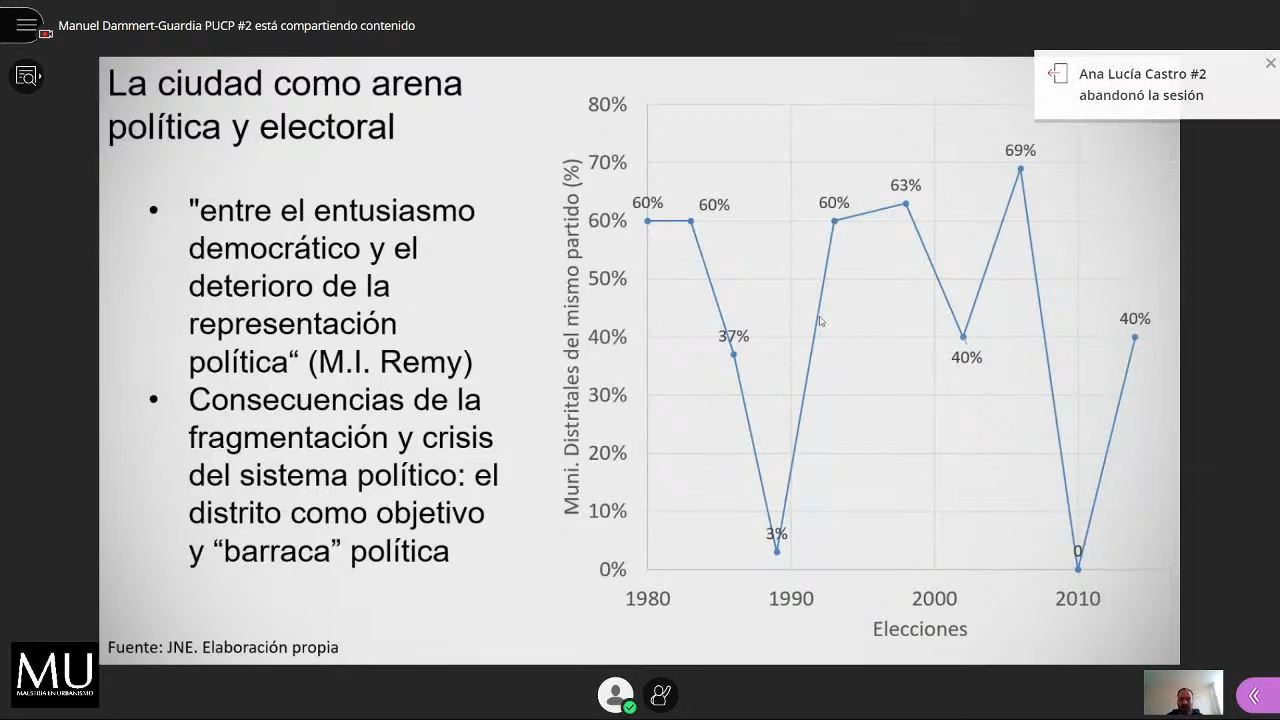 Manuel Dammert-Guardia PUCP #2 está compartiendo contenido
Ana Lucía Castro #2
abandonó la sesión
La ciudad como arena
política y electoral
• "entre el entusiasmo
democrático y el
deterioro de la
representación
política“ (M.I. Remy)
• Consecuencias de la
fragmentación y crisis
del sistema político: el
distrito como objetivo
y “barraca” política
Fuente: JNE. Elaboración propia
Muni. Distritales del mismo partido (%)
80%
70%
60%
50%
40%
30%
20%
10%
0%
60%
60%
37%
3%
60%
63%
40%
69%
0
40%
1980
1990
2000
2010
Elecciones
MU
MAESTRÍA EN URBANISMO